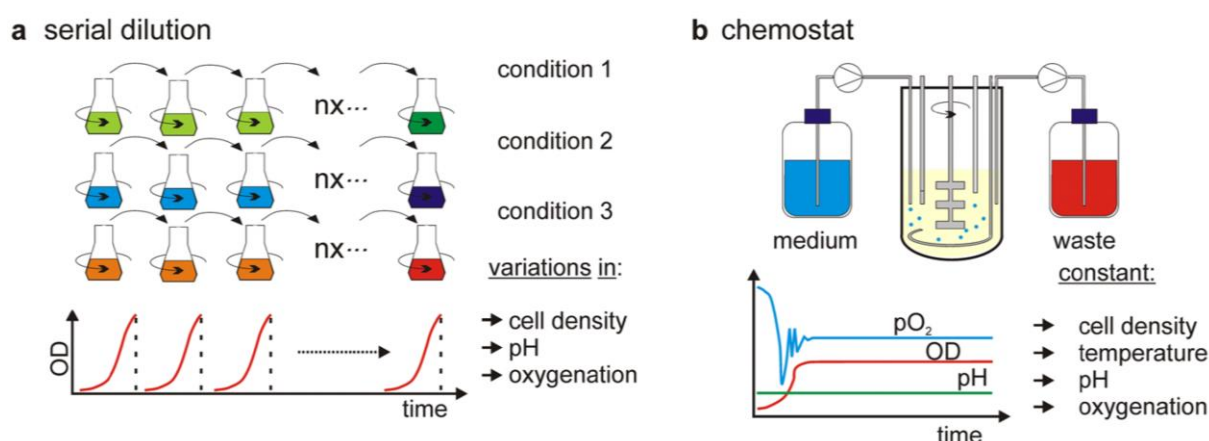 a serial dilution
condition 1
nx...
condition 2
nx...
condition 3
nx...
variations in:
cell density
pH
oxygenation
OD
time
b chemostat
medium
waste
constant:
pO₂
OD
pH
cell density
temperature
pH
oxygenation
time